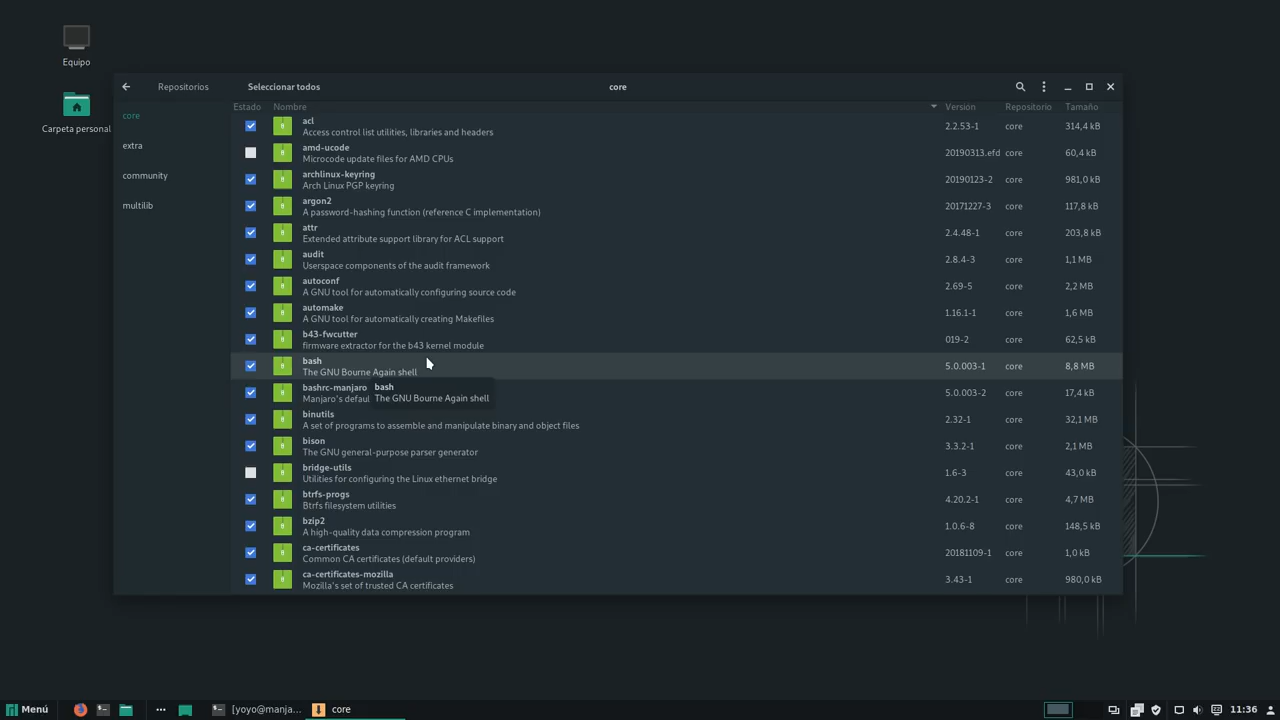 Equipo
Carpeta personal
Repositorios Seleccionar todos core
core
extra
community
multilib
Estado Nombre Versión Repositorio Tamaño
acl
Access control list utilities, libraries and headers
2.2.53-1 core 314,4 kB
amd-ucode
Microcode update files for AMD CPUs
20190313.efd core 60,4 kB
archlinux-keyring
Arch Linux PGP keyring
20190123-2 core 981,0 kB
argon2
A password-hashing function (reference C implementation)
20171227-3 core 117,8 kB
attr
Extended attribute support library for ACL support
2.4.48-1 core 203,8 kB
audit
Userspace components of the audit framework
2.8.4-3 core 1,1 MB
autoconf
A GNU tool for automatically configuring source code
2.69-5 core 2,2 MB
automake
A GNU tool for automatically creating Makefiles
1.16.1-1 core 1,6 MB
b43-fwcutter
firmware extractor for the b43 kernel module
019-2 core 62,5 kB
bash
The GNU Bourne Again shell
5.0.003-1 core 8,8 MB
bashrc-manjaro
Manjaro's defaul
5.0.003-2 core 17,4 kB
bash
The GNU Bourne Again shell
binutils
A set of programs to assemble and manipulate binary and object files
2.32-1 core 32,1 MB
bison
The GNU general-purpose parser generator
3.3.2-1 core 2,1 MB
bridge-utils
Utilities for configuring the Linux ethernet bridge
1.6-3 core 43,0 kB
btrfs-progs
Btrfs filesystem utilities
4.20.2-1 core 4,7 MB
bzip2
A high-quality data compression program
1.0.6-8 core 148,5 kB
ca-certificates
Common CA certificates (default providers)
20181109-1 core 1,0 kB
ca-certificates-mozilla
Mozilla's set of trusted CA certificates
3.43-1 core 980,0 kB
Menú [yoyo@manja... core 11:36